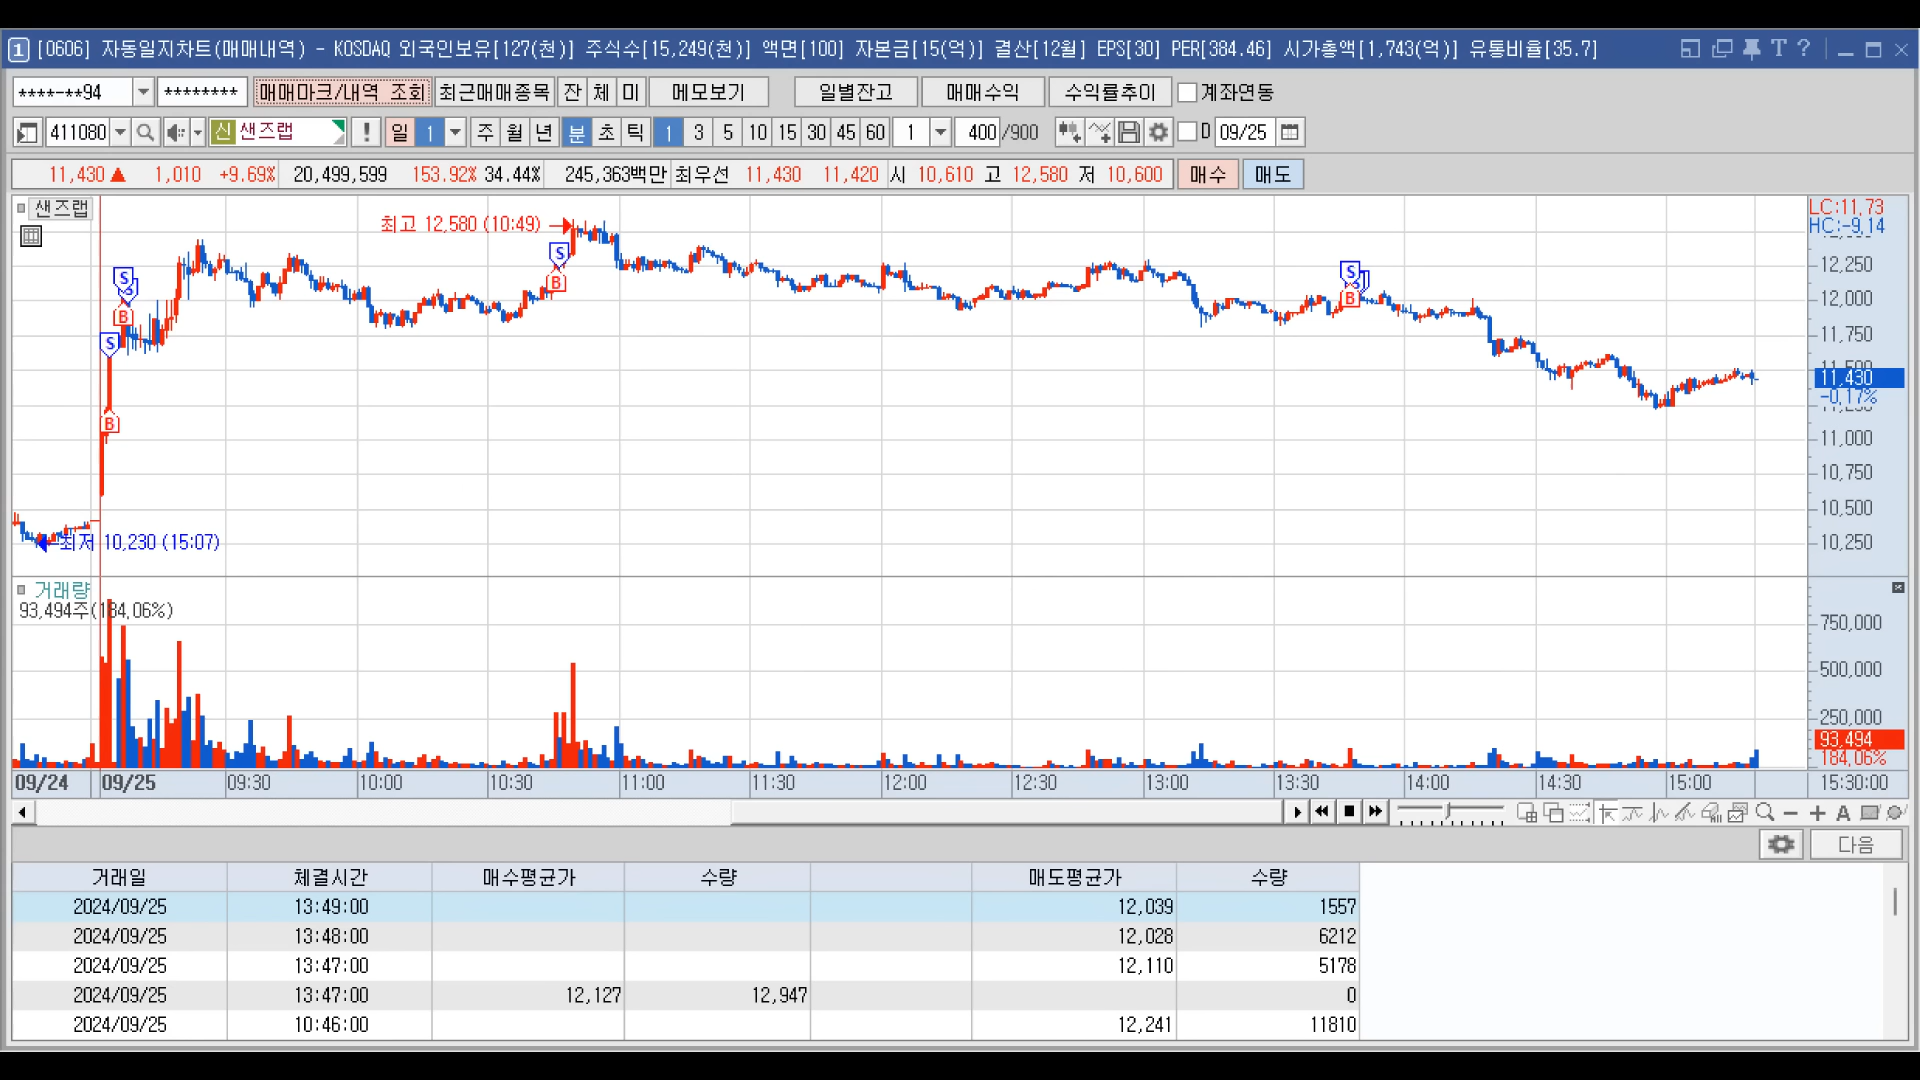 1 [0606] 자동일지차트(매매내역) - KOSDAQ 외국인보유[127(천)] 주식수[15,249(천)] 액면[100] 자본금[15(억)] 결산[12월] EPS[30] PER[384.46] 시가총액[1,743(억)] 유통비율[35.7] T ?
****-**94 ******** 매매마크/내역 조회 최근매매종목 잔 체 미 메모보기 일별잔고 매매수익 수익률추이 계좌연동
411080 신 샌즈랩 ! 일 1 주 월 년 분 초 틱 1 3 5 10 15 30 45 60 1 400 /900 D 09/25
11,430 ▲ 1,010 +9.69% 20,499,599 153.92% 34.44% 245,363백만 최우선 11,430 11,420 시 10,610 고 12,580 저 10,600 매수 매도
샌즈랩
LC:11.73
HC:-9.14
최고 12,580 (10:49)
12,250
12,000
11,750
11,430
-0.17%
11,000
10,750
10,500
10,250
S
B
S
B
S
B
S
B
최저 10,230 (15:07)
거래량
93,494주(184.06%)
750,000
500,000
250,000
93,494
184.06%
09/24 09/25 09:30 10:00 10:30 11:00 11:30 12:00 12:30 13:00 13:30 14:00 14:30 15:00 15:30:00
A
다음
거래일 체결시간 매수평균가 수량 매도평균가 수량
2024/09/25 13:49:00 12,039 1557
2024/09/25 13:48:00 12,028 6212
2024/09/25 13:47:00 12,110 5178
2024/09/25 13:47:00 12,127 12,947 0
2024/09/25 10:46:00 12,241 11810